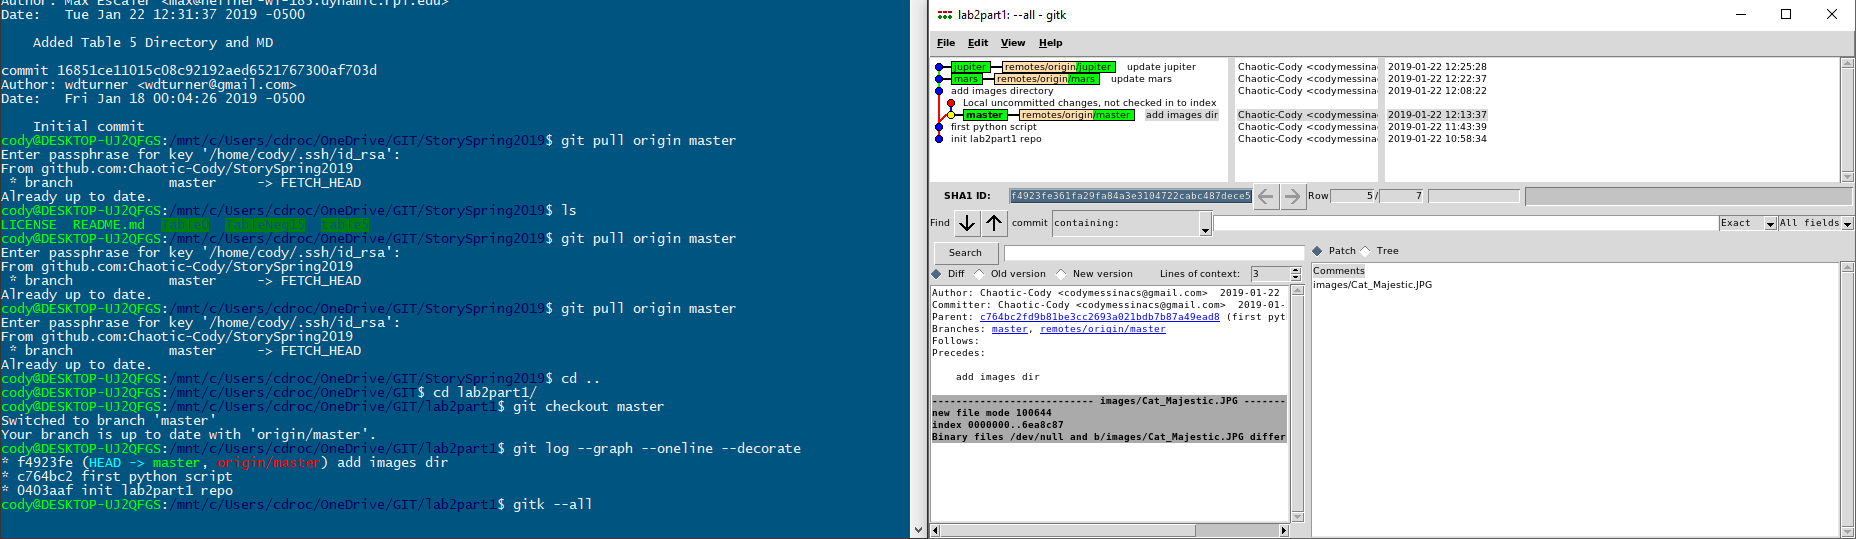 Author: Max Escaler <max@heffner-wf-183.dynamic.rpi.edu>
Date:   Tue Jan 22 12:31:37 2019 -0500
    Added Table 5 Directory and MD
commit 16851ce11015c08c92192aed6521767300af703d
Author: wdturner <wdturner@gmail.com>
Date:   Fri Jan 18 00:04:26 2019 -0500
    Initial commit
cody@DESKTOP-UJ2QFGS:/mnt/c/Users/cdroc/OneDrive/GIT/StorySpring2019$ git pull origin master
Enter passphrase for key '/home/cody/.ssh/id_rsa':
From github.com:Chaotic-Cody/StorySpring2019
 * branch            master     -> FETCH_HEAD
Already up to date.
cody@DESKTOP-UJ2QFGS:/mnt/c/Users/cdroc/OneDrive/GIT/StorySpring2019$ ls
LICENSE  README.md
cody@DESKTOP-UJ2QFGS:/mnt/c/Users/cdroc/OneDrive/GIT/StorySpring2019$ git pull origin master
Enter passphrase for key '/home/cody/.ssh/id_rsa':
From github.com:Chaotic-Cody/StorySpring2019
 * branch            master     -> FETCH_HEAD
Already up to date.
cody@DESKTOP-UJ2QFGS:/mnt/c/Users/cdroc/OneDrive/GIT/StorySpring2019$ git pull origin master
Enter passphrase for key '/home/cody/.ssh/id_rsa':
From github.com:Chaotic-Cody/StorySpring2019
 * branch            master     -> FETCH_HEAD
Already up to date.
cody@DESKTOP-UJ2QFGS:/mnt/c/Users/cdroc/OneDrive/GIT/StorySpring2019$ cd ..
cody@DESKTOP-UJ2QFGS:/mnt/c/Users/cdroc/OneDrive/GIT$ cd lab2part1/
cody@DESKTOP-UJ2QFGS:/mnt/c/Users/cdroc/OneDrive/GIT/lab2part1$ git checkout master
Switched to branch 'master'
Your branch is up to date with 'origin/master'.
cody@DESKTOP-UJ2QFGS:/mnt/c/Users/cdroc/OneDrive/GIT/lab2part1$ git log --graph --oneline --decorate
* f4923fe (HEAD -> master, origin/master) add images dir
* c764bc2 first python script
* 0403aaf init lab2part1 repo
cody@DESKTOP-UJ2QFGS:/mnt/c/Users/cdroc/OneDrive/GIT/lab2part1$ gitk --all
lab2part1: --all - gitk
File Edit View Help
jupiter remotes/origin/jupiter update jupiter Chaotic-Cody <codymessina 2019-01-22 12:25:28
mars remotes/origin/mars update mars Chaotic-Cody <codymessina 2019-01-22 12:22:37
add images directory Chaotic-Cody <codymessina 2019-01-22 12:08:22
Local uncommitted changes, not checked in to index
master remotes/origin/master add images dir Chaotic-Cody <codymessina 2019-01-22 12:13:37
first python script Chaotic-Cody <codymessina 2019-01-22 11:43:39
init lab2part1 repo Chaotic-Cody <codymessina 2019-01-22 10:58:34
SHA1 ID: f4923fe361fa29fa84a3e3104722cabc487dece5 Row 5 / 7
Find commit containing: Exact All fields
Search
Patch Tree
Diff Old version New version Lines of context: 3
Comments
images/Cat_Majestic.JPG
Author: Chaotic-Cody <codymessinacs@gmail.com>  2019-01-22
Committer: Chaotic-Cody <codymessinacs@gmail.com>  2019-01-
Parent: c764bc2fd9b81be3cc2693a021bdb7b87a49ead8 (first pyt
Branches: master, remotes/origin/master
Follows:
Precedes:
    add images dir
--------------------------- images/Cat_Majestic.JPG -------
new file mode 100644
index 0000000..6ea8c87
Binary files /dev/null and b/images/Cat_Majestic.JPG differ